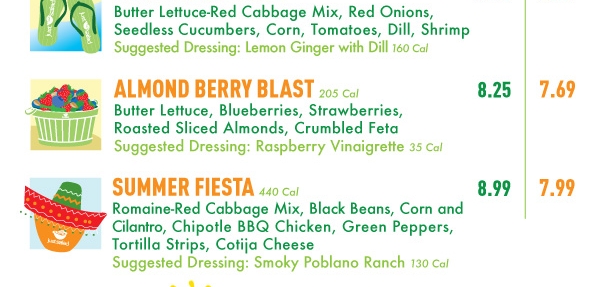 Butter Lettuce-Red Cabbage Mix, Red Onions,
Seedless Cucumbers, Corn, Tomatoes, Dill, Shrimp
Suggested Dressing: Lemon Ginger with Dill 160 Cal
ALMOND BERRY BLAST 205 Cal 8.25 7.69
Butter Lettuce, Blueberries, Strawberries,
Roasted Sliced Almonds, Crumbled Feta
Suggested Dressing: Raspberry Vinaigrette 35 Cal
SUMMER FIESTA 440 Cal 8.99 7.99
Romaine-Red Cabbage Mix, Black Beans, Corn and
Cilantro, Chipotle BBQ Chicken, Green Peppers,
Tortilla Strips, Cotija Cheese
Suggested Dressing: Smoky Poblano Ranch 130 Cal